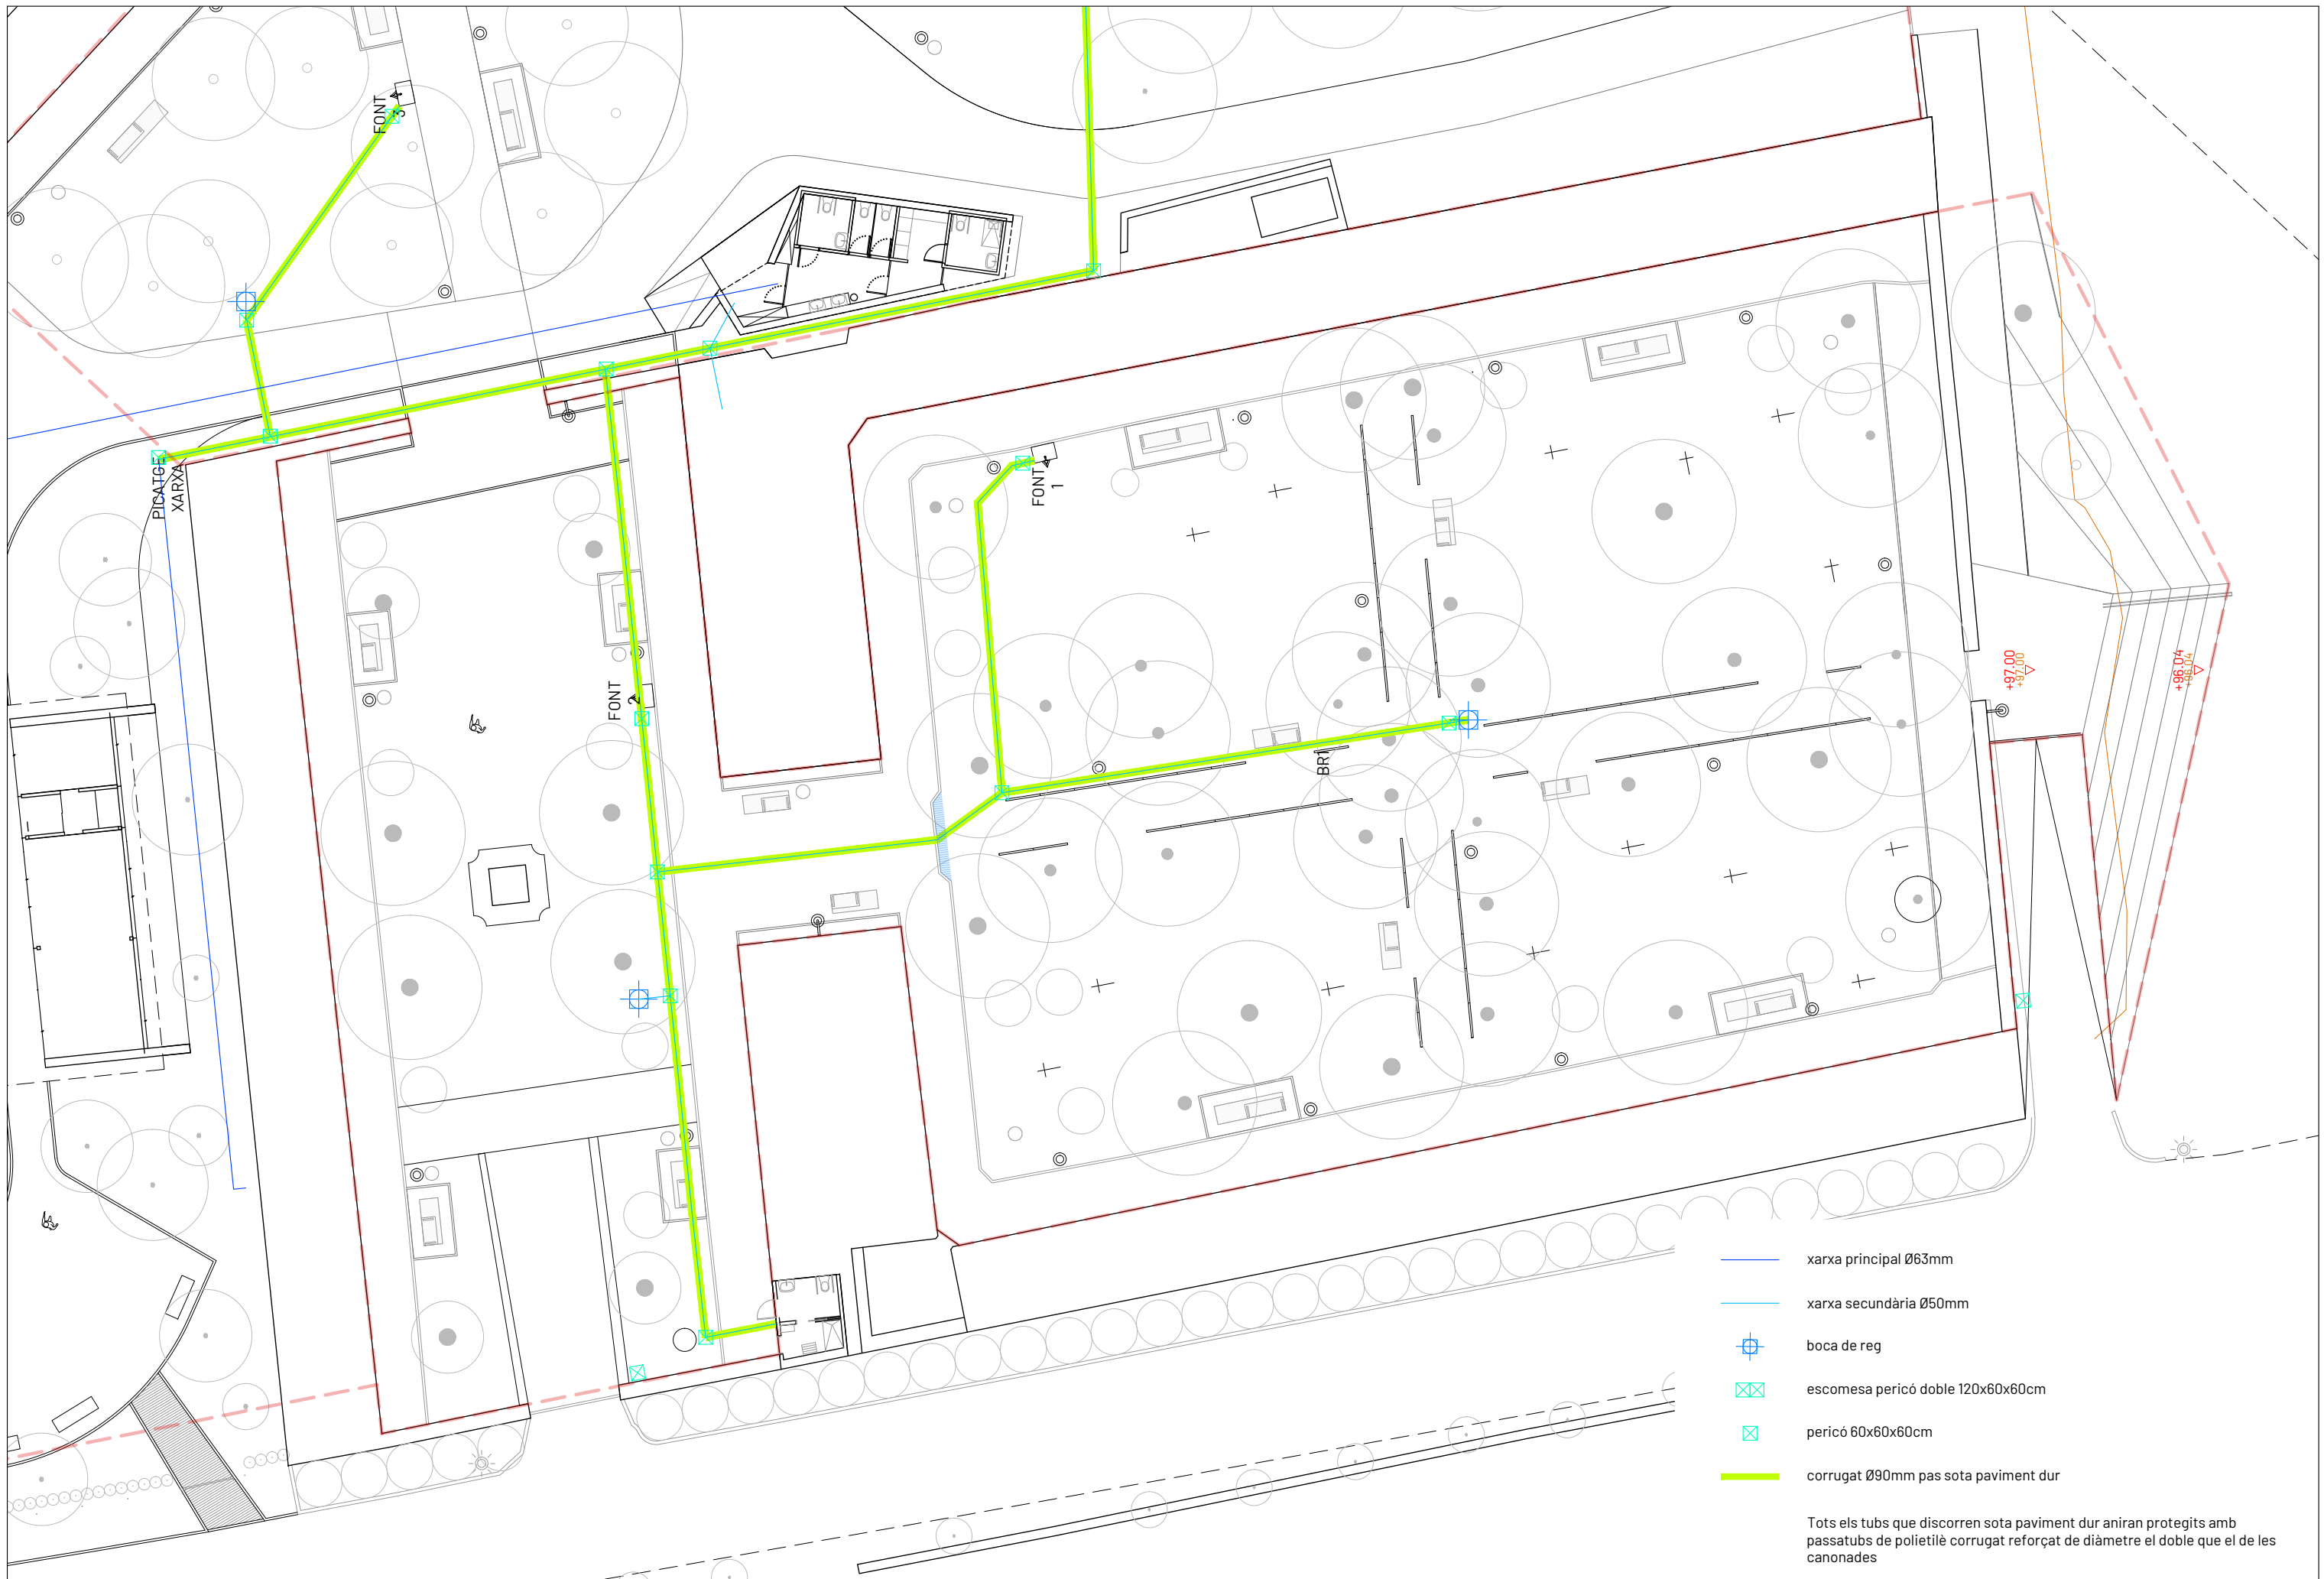 FONT
3
PICATGE
XARXA
FONT
1
FONT
2
BR1
+97.00
+97.00
+96.04
+96.04
xarxa principal Ø63mm
xarxa secundària Ø50mm
boca de reg
escomesa pericó doble 120x60x60cm
pericó 60x60x60cm
corrugat Ø90mm pas sota paviment dur
Tots els tubs que discorren sota paviment dur aniran protegits amb
passatubs de polietilè corrugat reforçat de diàmetre el doble que el de les
canonades